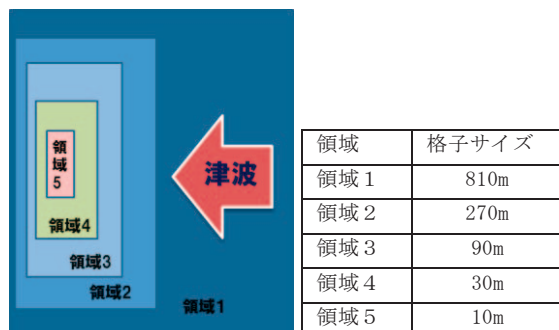 領域5
領域4
領域3
領域2
領域1
津波
領域 格子サイズ
領域１ 810m
領域２ 270m
領域３ 90m
領域４ 30m
領域５ 10m